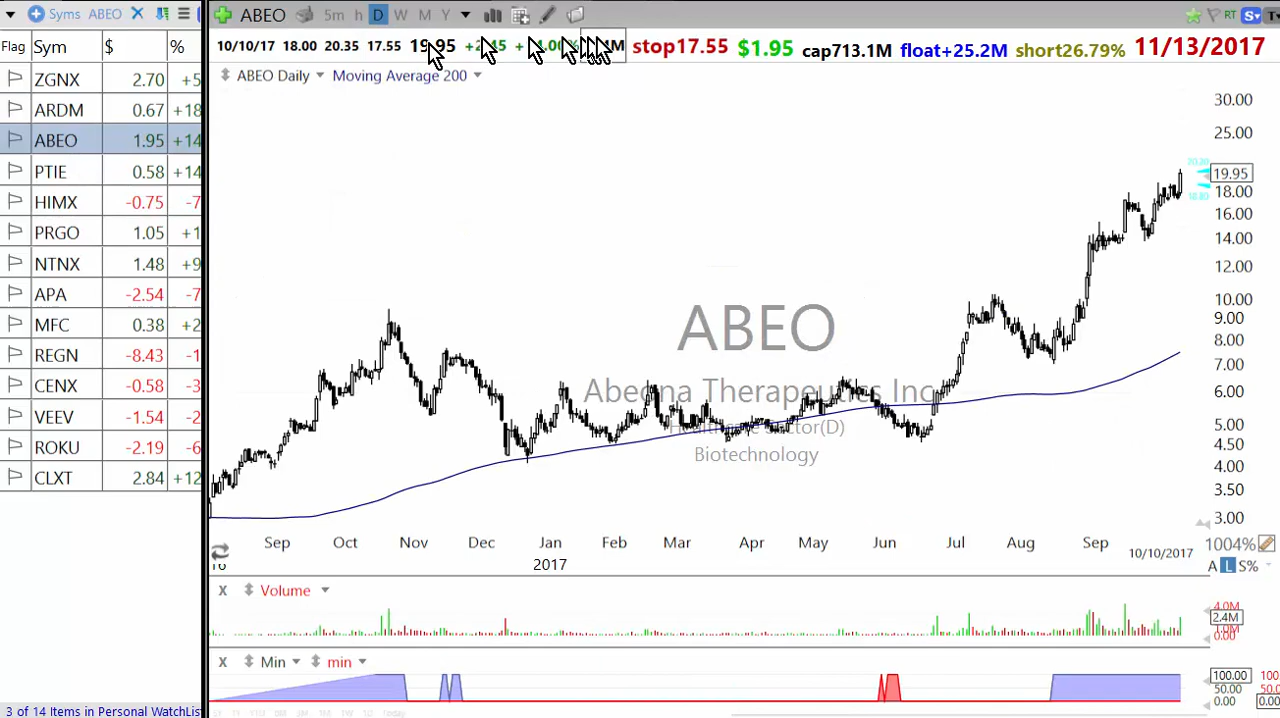 Syms ABEO
ABEO 5m h D W M Y
RT
Flag Sym $ %
10/10/17 18.00 20.35 17.55 19.95 stop17.55 $1.95 cap713.1M float+25.2M short26.79% 11/13/2017
ABEO Daily Moving Average 200
ZGNX 2.70 +5
ARDM 0.67 +18
ABEO 1.95 +14
PTIE 0.58 +14
HIMX -0.75 -7
PRGO 1.05 +1
NTNX 1.48 +9
APA -2.54 -7
MFC 0.38 +2
REGN -8.43 -1
CENX -0.58 -3
VEEV -1.54 -2
ROKU -2.19 -6
CLXT 2.84 +12
30.00
25.00
20.20
19.95
18.00
16.00
14.00
12.00
10.00
9.00
8.00
7.00
6.00
5.00
4.50
4.00
3.50
3.00
ABEO
Abeona Therapeutics Inc
Healthcare Sector(D)
Biotechnology
Sep Oct Nov Dec Jan Feb Mar Apr May Jun Jul Aug Sep
2017 10/10/2017
1004%
A L S%
X Volume
4.0M
2.4M
0.00
X Min min
100.00 100
50.00 50.
0.00
3 of 14 Items in Personal WatchLis